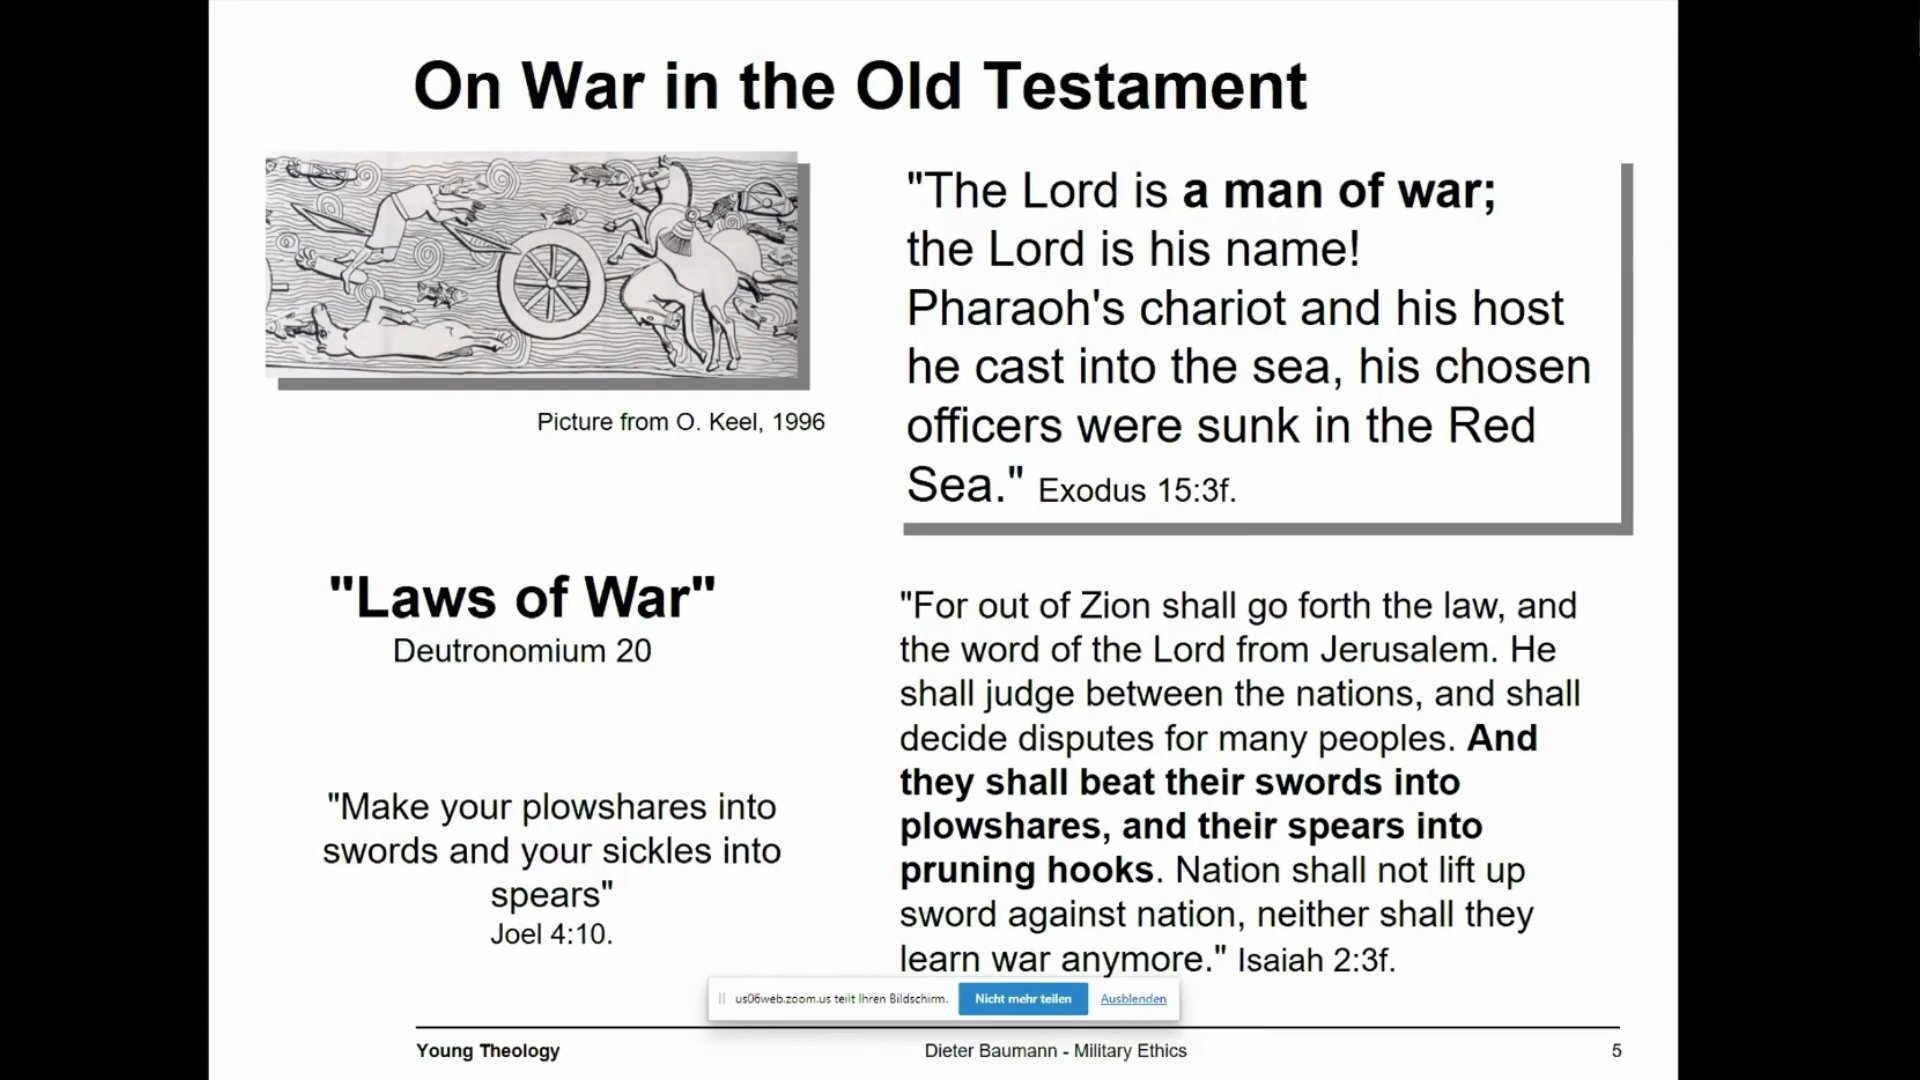 On War in the Old Testament
Picture from O. Keel, 1996
"The Lord is a man of war;
the Lord is his name!
Pharaoh's chariot and his host
he cast into the sea, his chosen
officers were sunk in the Red
Sea." Exodus 15:3f.
"Laws of War"
Deutronomium 20
"Make your plowshares into
swords and your sickles into
spears"
Joel 4:10.
"For out of Zion shall go forth the law, and
the word of the Lord from Jerusalem. He
shall judge between the nations, and shall
decide disputes for many peoples. And
they shall beat their swords into
plowshares, and their spears into
pruning hooks. Nation shall not lift up
sword against nation, neither shall they
learn war anymore." Isaiah 2:3f.
us06web.zoom.us teilt Ihren Bildschirm. Nicht mehr teilen Ausblenden
Young Theology Dieter Baumann - Military Ethics 5